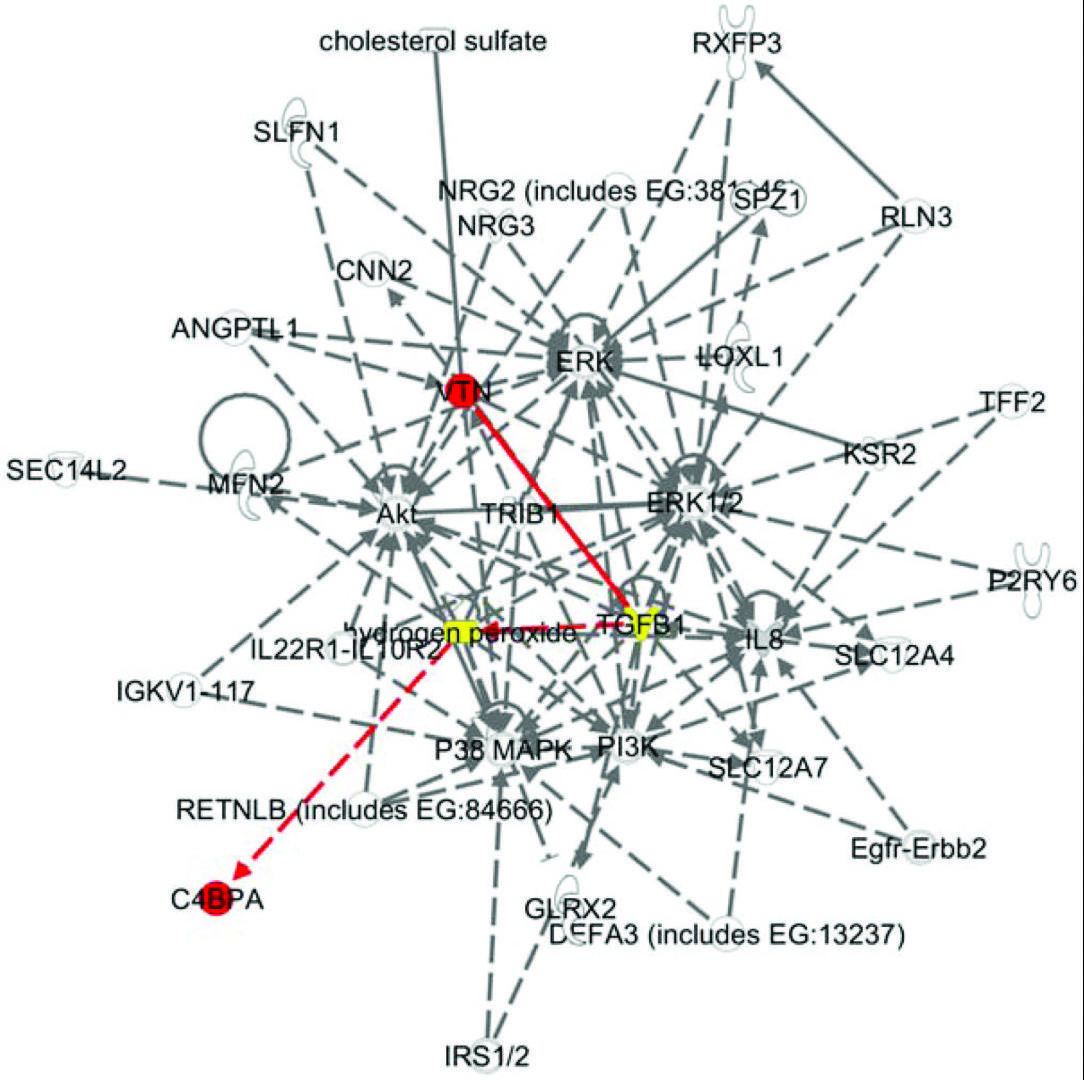 cholesterol sulfate
RXFP3
SLFN1
NRG2 (includes EG:381
SPZ1
NRG3
RLN3
CNN2
ANGPTL1
ERK
LOXL1
VTN
TFF2
KSR2
SEC14L2
MFN2
Akt
TRIB1
ERK1/2
P2RY6
hydrogen peroxide
TGFB1
IL8
IL22R1-IL10R2
SLC12A4
IGKV1-117
P38 MAPK
PI3K
SLC12A7
RETNLB (includes EG:84666)
Egfr-Erbb2
C4BPA
GLRX2
DEFA3 (includes EG:13237)
IRS1/2